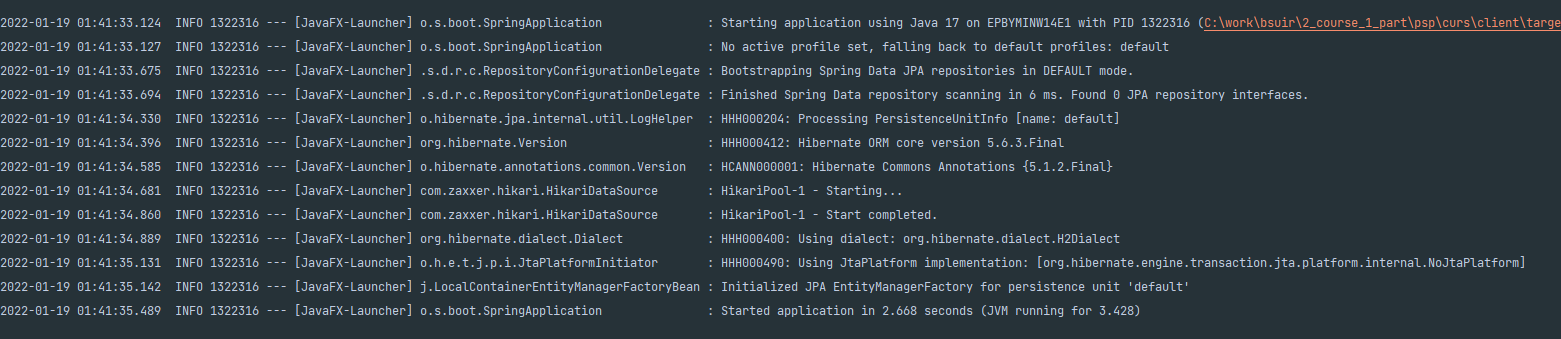 2022-01-19 01:41:33.124  INFO 1322316 --- [JavaFX-Launcher] o.s.boot.SpringApplication               : Starting application using Java 17 on EPBYMINW14E1 with PID 1322316 (C:\work\bsuir\2_course_1_part\psp\curs\client\targe
2022-01-19 01:41:33.127  INFO 1322316 --- [JavaFX-Launcher] o.s.boot.SpringApplication               : No active profile set, falling back to default profiles: default
2022-01-19 01:41:33.675  INFO 1322316 --- [JavaFX-Launcher] .s.d.r.c.RepositoryConfigurationDelegate : Bootstrapping Spring Data JPA repositories in DEFAULT mode.
2022-01-19 01:41:33.694  INFO 1322316 --- [JavaFX-Launcher] .s.d.r.c.RepositoryConfigurationDelegate : Finished Spring Data repository scanning in 6 ms. Found 0 JPA repository interfaces.
2022-01-19 01:41:34.330  INFO 1322316 --- [JavaFX-Launcher] o.hibernate.jpa.internal.util.LogHelper  : HHH000204: Processing PersistenceUnitInfo [name: default]
2022-01-19 01:41:34.396  INFO 1322316 --- [JavaFX-Launcher] org.hibernate.Version                    : HHH000412: Hibernate ORM core version 5.6.3.Final
2022-01-19 01:41:34.585  INFO 1322316 --- [JavaFX-Launcher] o.hibernate.annotations.common.Version   : HCANN000001: Hibernate Commons Annotations {5.1.2.Final}
2022-01-19 01:41:34.681  INFO 1322316 --- [JavaFX-Launcher] com.zaxxer.hikari.HikariDataSource       : HikariPool-1 - Starting...
2022-01-19 01:41:34.860  INFO 1322316 --- [JavaFX-Launcher] com.zaxxer.hikari.HikariDataSource       : HikariPool-1 - Start completed.
2022-01-19 01:41:34.889  INFO 1322316 --- [JavaFX-Launcher] org.hibernate.dialect.Dialect            : HHH000400: Using dialect: org.hibernate.dialect.H2Dialect
2022-01-19 01:41:35.131  INFO 1322316 --- [JavaFX-Launcher] o.h.e.t.j.p.i.JtaPlatformInitiator       : HHH000490: Using JtaPlatform implementation: [org.hibernate.engine.transaction.jta.platform.internal.NoJtaPlatform]
2022-01-19 01:41:35.142  INFO 1322316 --- [JavaFX-Launcher] j.LocalContainerEntityManagerFactoryBean : Initialized JPA EntityManagerFactory for persistence unit 'default'
2022-01-19 01:41:35.489  INFO 1322316 --- [JavaFX-Launcher] o.s.boot.SpringApplication               : Started application in 2.668 seconds (JVM running for 3.428)